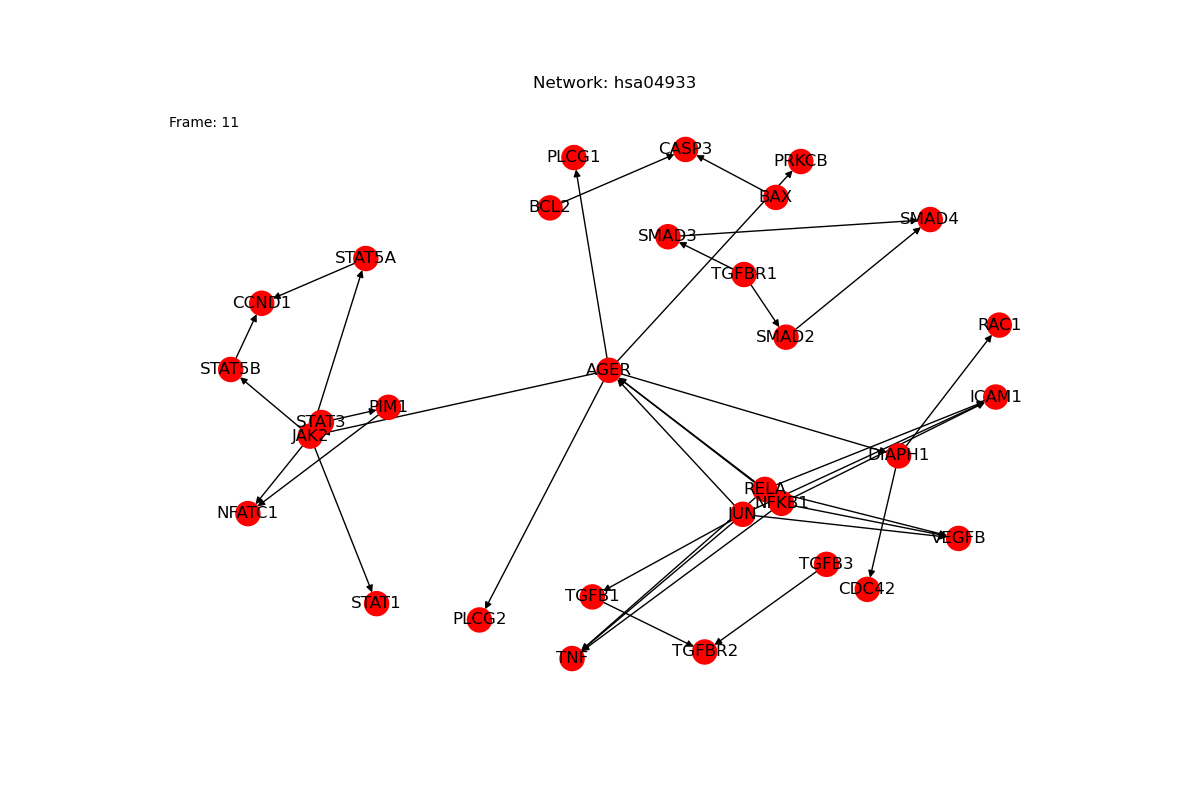 Network: hsa04933
Frame: 11
CASP3
PLCG1
PRKCB
BAX
BCL2
SMAD4
SMAD3
STAT5A
TGFBR1
CCND1
RAC1
SMAD2
STAT5B
AGER
ICAM1
PIM1
STAT3
JAK2
DIAPH1
RELA
NFKB1
NFATC1
JUN
VEGFB
TGFB3
CDC42
TGFB1
STAT1
PLCG2
TGFBR2
TNF